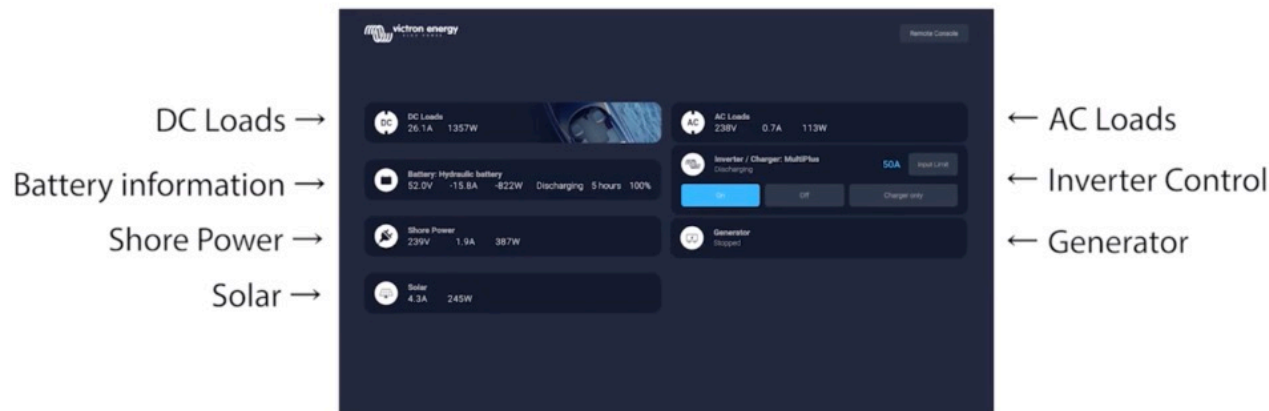 victron energy
BLUE POWER
Remote Console
DC Loads →
DC
DC Loads
26.1A 1357W
Battery information →
Battery: Hydraulic battery
52.0V -15.8A -822W Discharging 5 hours 100%
Shore Power →
Shore Power
239V 1.9A 387W
Solar →
Solar
4.3A 245W
AC
AC Loads
238V 0.7A 113W
← AC Loads
Inverter / Charger: MultiPlus
Discharging
50A Input Limit
On Off Charger only
← Inverter Control
Generator
Stopped
← Generator